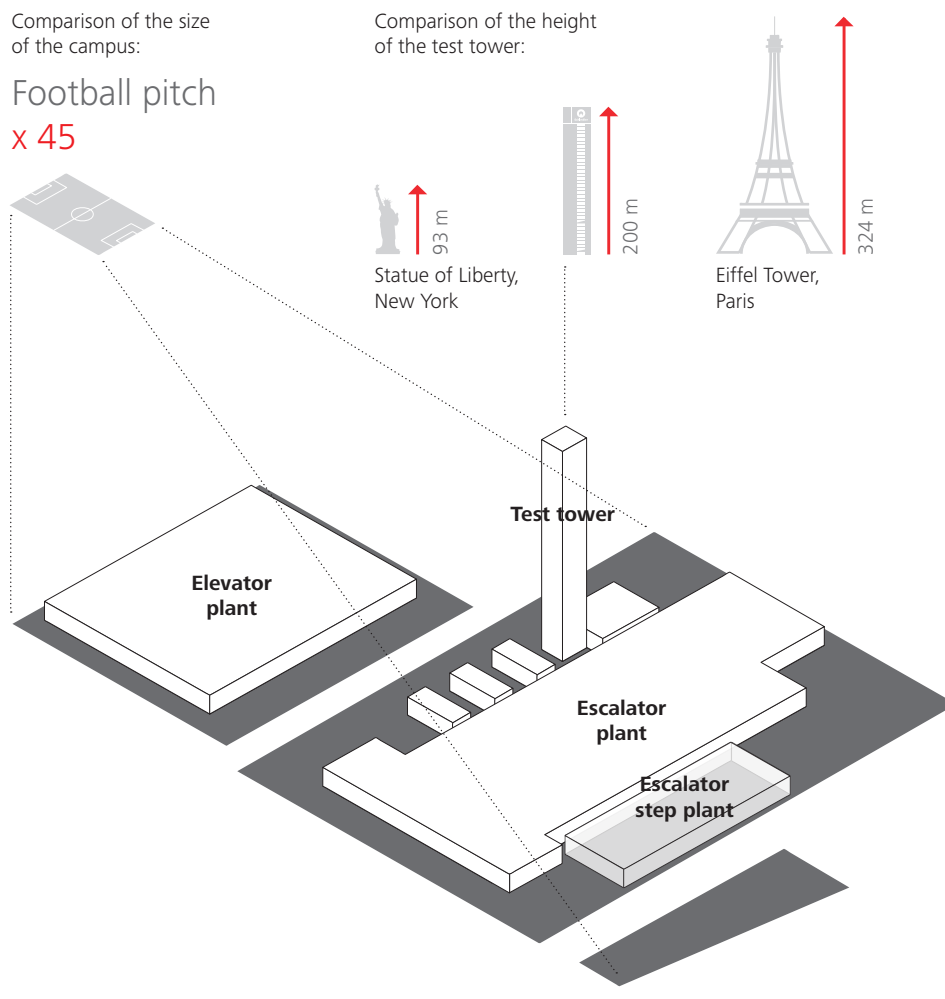 Comparison of the size
of the campus:
Football pitch
x 45
Comparison of the height
of the test tower:
93 m
Statue of Liberty,
New York
200 m
324 m
Eiffel Tower,
Paris
Test tower
Elevator
plant
Escalator
plant
Escalator
step plant